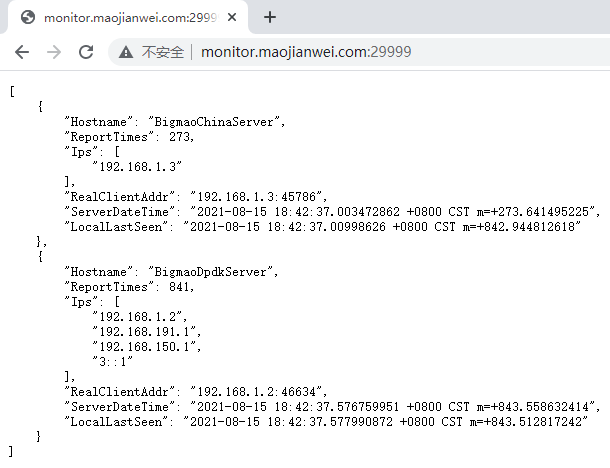 monitor.maojianwei.com:2999
不安全 monitor.maojianwei.com:29999
[
    {
        "Hostname": "BigmaoChinaServer",
        "ReportTimes": 273,
        "Ips": [
            "192.168.1.3"
        ],
        "RealClientAddr": "192.168.1.3:45786",
        "ServerDateTime": "2021-08-15 18:42:37.003472862 +0800 CST m=+273.641495225",
        "LocalLastSeen": "2021-08-15 18:42:37.00998626 +0800 CST m=+842.944812618"
    },
    {
        "Hostname": "BigmaoDpdkServer",
        "ReportTimes": 841,
        "Ips": [
            "192.168.1.2",
            "192.168.191.1",
            "192.168.150.1",
            "3::1"
        ],
        "RealClientAddr": "192.168.1.2:46634",
        "ServerDateTime": "2021-08-15 18:42:37.576759951 +0800 CST m=+843.558632414",
        "LocalLastSeen": "2021-08-15 18:42:37.577990872 +0800 CST m=+843.512817242"
    }
]